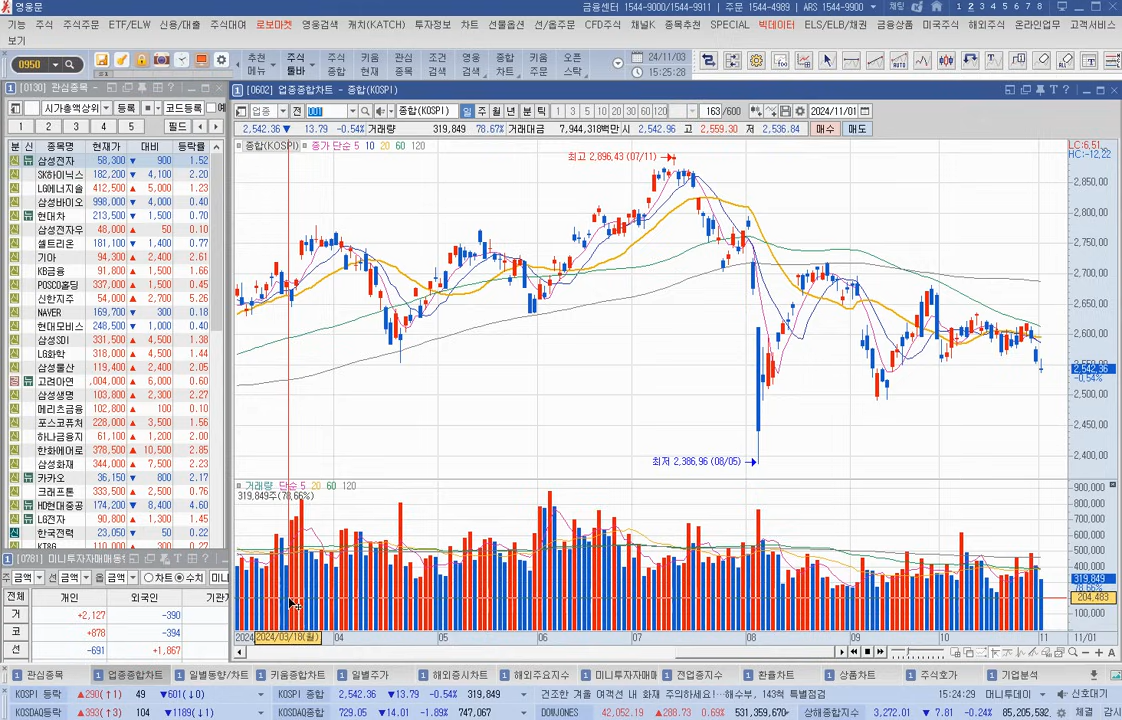 영웅문
금융센터 1544-9000 | 주문 1544-4989 | ARS 1544-9900
채팅
1 2 3 4 5 6 7 8
기능 주식 주식주문 ETF/ELW 신용/대출 주식대여 로보마켓 영웅검색 캐치(KATCH) 투자정보 차트 선물옵션 선/옵주문 CFD주식 채널K 종목추천 SPECIAL 빅데이터 ELS/ELB/채권 금융상품 미국주식 해외주식 온라인업무 고객서비스
보기
0950
추천 메뉴
주식 툴바
주식 종합
키움 현재
관심 종목
조건 검색
영웅 검색
종합 차트
키움 주문
오픈 스탁
24/11/03
15:25:28
[0130] 관심종목
시가총액상위 등록 코드등록
1 2 3 4 5 필드
분 신 종목명 현재가 대비 등락률
삼성전자 58,300 ▼ 900 1.52
SK하이닉스 182,200 ▼ 4,100 2.20
LG에너지솔 412,500 ▲ 5,000 1.23
삼성바이오 998,000 ▼ 4,000 0.40
현대차 213,500 ▼ 1,500 0.70
삼성전자우 48,000 ▲ 50 0.10
셀트리온 181,100 ▼ 1,400 0.77
기아 94,300 ▲ 2,400 2.61
KB금융 91,800 ▲ 1,500 1.66
POSCO홀딩 337,000 ▲ 1,500 0.45
신한지주 54,000 ▲ 2,700 5.26
NAVER 169,700 ▼ 300 0.18
현대모비스 248,500 ▼ 1,000 0.40
삼성SDI 331,500 ▲ 4,500 1.38
LG화학 318,000 ▲ 4,500 1.44
삼성물산 119,400 ▲ 2,400 2.05
고려아연 ,004,000 ▲ 6,000 0.60
삼성생명 103,800 ▲ 2,300 2.27
메리츠금융 102,800 ▲ 100 0.10
포스코퓨처 228,000 ▲ 3,500 1.56
하나금융지 61,100 ▲ 1,200 2.00
한화에어로 378,500 ▲ 10,500 2.85
삼성화재 344,000 ▲ 7,500 2.23
카카오 36,150 ▼ 800 2.17
크래프톤 333,500 ▲ 2,500 0.76
HD현대중공 174,200 ▼ 8,400 4.60
LG전자 90,800 ▲ 1,300 1.45
한국전력 23,050 ▼ 50 0.22
KT&G 110,000 ▲ 300 0.27
[0781] 미니투자자매매동
주 금액 선 금액 옵 금액 차트 수치 미니
전체 개인 외국인 기관
거 +2,127 -390
코 +878 -394
선 -691 +1,867
[0602] 업종종합차트 - 종합(KOSPI)
업종 전 001 종합(KOSPI) 일 주 월 년 분 틱 1 3 5 10 20 30 60 120 163 /600 2024/11/01
2,542.36 ▼ 13.79 -0.54% 거래량 319,849 78.67% 거래대금 7,944,318백만 시 2,542.96 고 2,559.30 저 2,536.84 매수 매도
종합(KOSPI) 종가 단순 5 10 20 60 120
LC:6.51
HC:-12.22
최고 2,896.43 (07/11)
2,850.00
2,800.00
2,750.00
2,700.00
2,650.00
2,600.00
2,550.00
2,542.36
-0.54%
2,450.00
2,400.00
최저 2,386.96 (08/05)
거래량 단순 5 20 60 120
319,849주(78.66%)
900,000
800,000
700,000
600,000
500,000
400,000
319,849
78.66%
204,483
100,000
2024 2024/03/18(월) 04 05 06 07 08 09 10 11 11/01
1 관심종목 1 업종종합차트 1 일별동향/차트 1 키움종합차트 1 일별주가 1 해외증시차트 1 해외주요지수 1 미니투자자매매 1 전업종지수 1 환율차트 1 상품차트 1 주식호가 1 기업분석
KOSPI 등락 ▲290(↑1) 49 ▼601(↓0) KOSPI 종합 2,542.36 ▼13.79 -0.54% 319,849 건조한 겨울 여객선 내 화재 주의하세요!…해수부, 143척 특별점검 15:24:29 머니투데이 신호대기
KOSDAQ등락 ▲393(↑3) 104 ▼1189(↓1) KOSDAQ종합 729.05 ▼14.01 -1.89% 747,067 DOWJONES 42,052.19 ▲288.73 0.69% 531,359,670 상해종합지수 3,272.01 ▼7.81 -0.24% 85,205,592 체결 감시